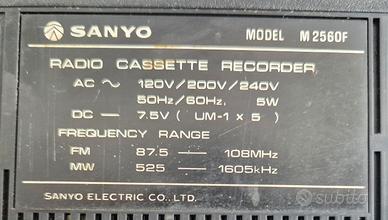 SANYO MODEL M 2560F
RADIO CASSETTE RECORDER
AC ~ 120V/200V/240V
50Hz/60Hz, 5W
DC — 7.5V ( UM-1 x 5 )
FREQUENCY RANGE
FM 87.5 — 108MHz
MW 525 — 1605kHz
SANYO ELECTRIC CO., LTD.
subito